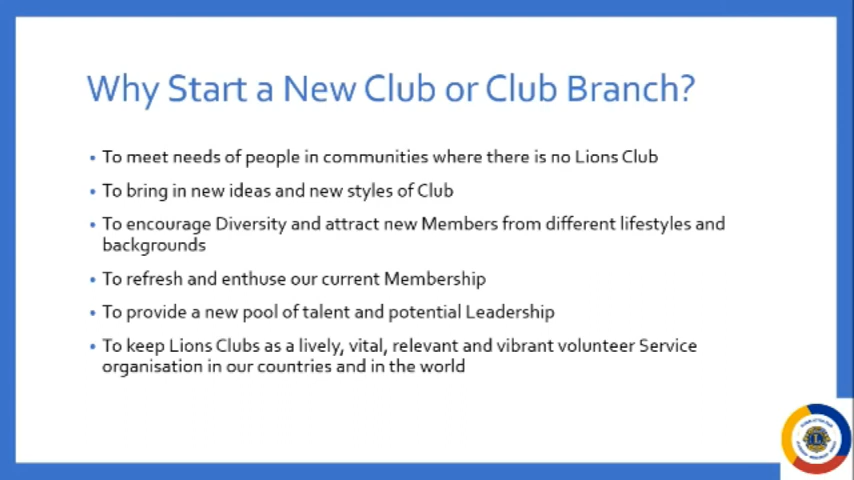 Why Start a New Club or Club Branch?
• To meet needs of people in communities where there is no Lions Club
• To bring in new ideas and new styles of Club
• To encourage Diversity and attract new Members from different lifestyles and
backgrounds
• To refresh and enthuse our current Membership
• To provide a new pool of talent and potential Leadership
• To keep Lions Clubs as a lively, vital, relevant and vibrant volunteer Service
organisation in our countries and in the world
L